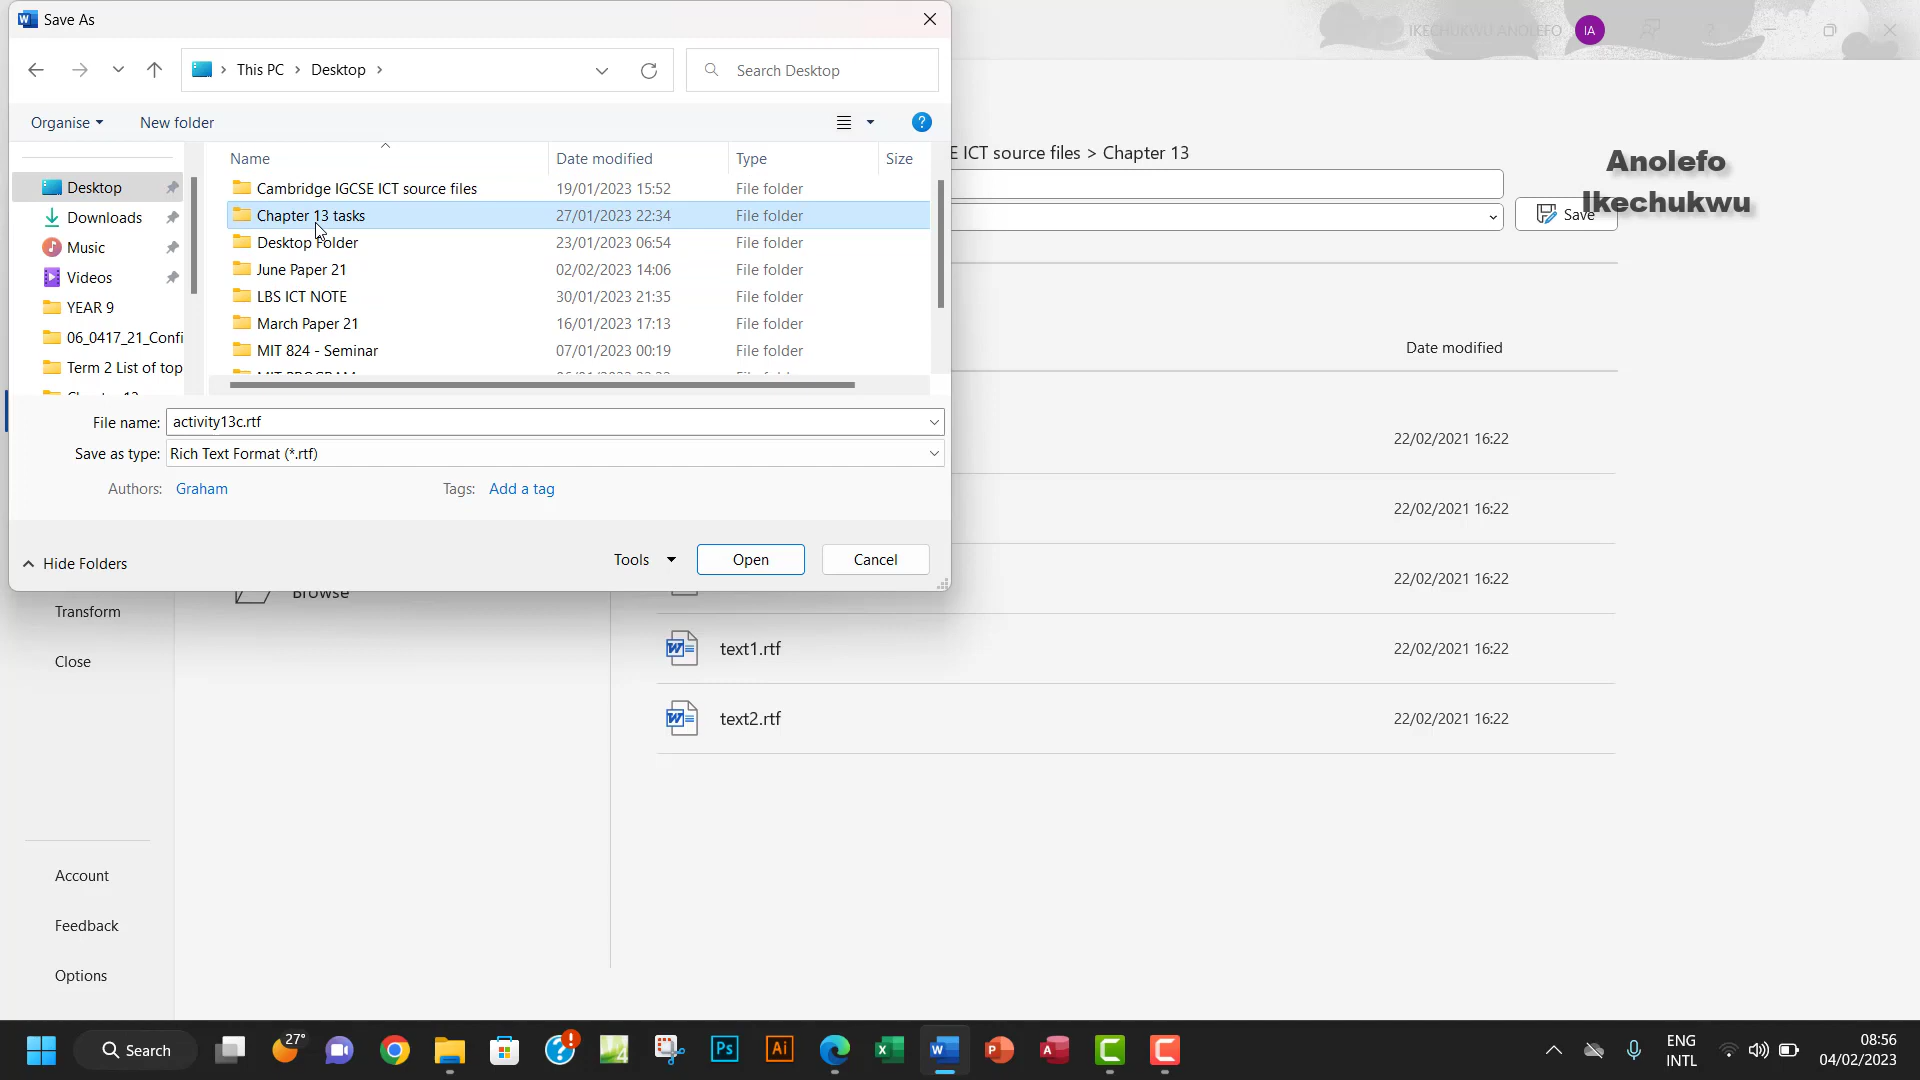 Save As
IKECHUKWU ANOLEFO
IA
This PC > Desktop >
Search Desktop
Organise
New folder
Name
Date modified
Type
Size
Desktop
Downloads
Music
Videos
YEAR 9
06_0417_21_Confi
Term 2 List of top
Cambridge IGCSE ICT source files 19/01/2023 15:52 File folder
Chapter 13 tasks 27/01/2023 22:34 File folder
Desktop Folder 23/01/2023 06:54 File folder
June Paper 21 02/02/2023 14:06 File folder
LBS ICT NOTE 30/01/2023 21:35 File folder
March Paper 21 16/01/2023 17:13 File folder
MIT 824 - Seminar 07/01/2023 00:19 File folder
File name: activity13c.rtf
Save as type: Rich Text Format (*.rtf)
Authors: Graham
Tags: Add a tag
Hide Folders
Tools
Open
Cancel
E ICT source files > Chapter 13
Anolefo
Ikechukwu
Save
Date modified
22/02/2021 16:22
22/02/2021 16:22
22/02/2021 16:22
text1.rtf 22/02/2021 16:22
text2.rtf 22/02/2021 16:22
Browse
Transform
Close
Account
Feedback
Options
Search
27°
Ps
Ai
ENG
INTL
08:56
04/02/2023